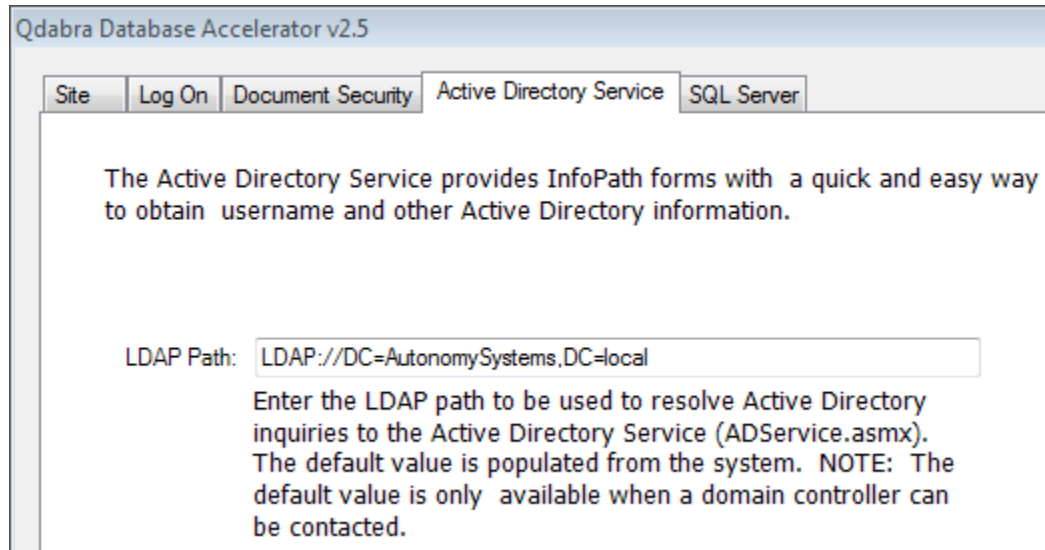 Qdabra Database Accelerator v2.5
Site Log On Document Security Active Directory Service SQL Server
The Active Directory Service provides InfoPath forms with a quick and easy way
to obtain username and other Active Directory information.
LDAP Path: LDAP://DC=AutonomySystems,DC=local
Enter the LDAP path to be used to resolve Active Directory
inquiries to the Active Directory Service (ADService.asmx).
The default value is populated from the system. NOTE: The
default value is only available when a domain controller can
be contacted.